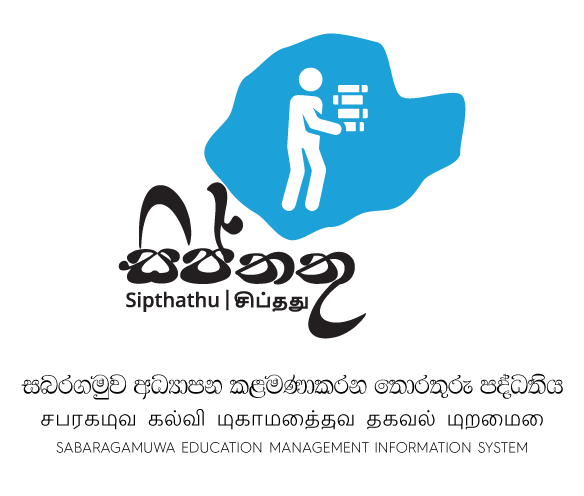 සිප්තතු
Sipthathu | சிப்தது
සබරගමුව අධ්‍යාපන කළමණාකරන තොරතුරු පද්ධතිය
சபரகமுவ கல்வி முகாமைத்துவ தகவல் முறைமை
SABARAGAMUWA EDUCATION MANAGEMENT INFORMATION SYSTEM